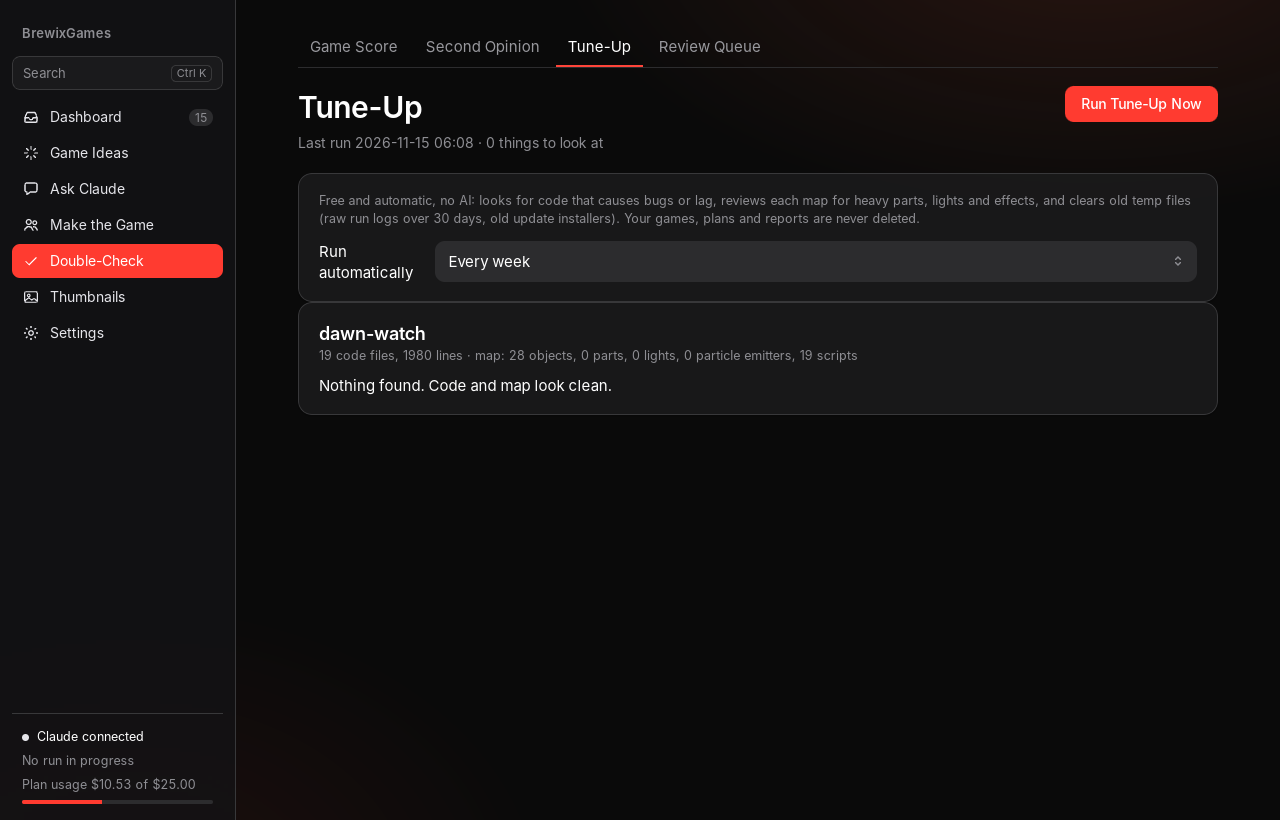 BrewixGames
Search
Ctrl K
Dashboard
15
Game Ideas
Ask Claude
Make the Game
Double-Check
Thumbnails
Settings
Claude connected
No run in progress
Plan usage $10.53 of $25.00
Game Score
Second Opinion
Tune-Up
Review Queue
Tune-Up
Run Tune-Up Now
Last run 2026-11-15 06:08 · 0 things to look at
Free and automatic, no AI: looks for code that causes bugs or lag, reviews each map for heavy parts, lights and effects, and clears old temp files
(raw run logs over 30 days, old update installers). Your games, plans and reports are never deleted.
Run
automatically
Every week
dawn-watch
19 code files, 1980 lines · map: 28 objects, 0 parts, 0 lights, 0 particle emitters, 19 scripts
Nothing found. Code and map look clean.